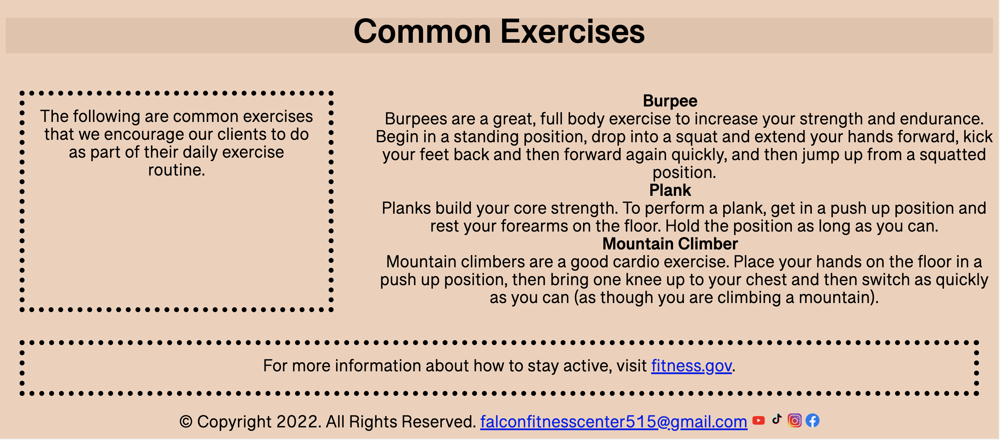 Common Exercises
The following are common exercises
that we encourage our clients to do
as part of their daily exercise
routine.
Burpee
Burpees are a great, full body exercise to increase your strength and endurance.
Begin in a standing position, drop into a squat and extend your hands forward, kick
your feet back and then forward again quickly, and then jump up from a squatted
position.
Plank
Planks build your core strength. To perform a plank, get in a push up position and
rest your forearms on the floor. Hold the position as long as you can.
Mountain Climber
Mountain climbers are a good cardio exercise. Place your hands on the floor in a
push up position, then bring one knee up to your chest and then switch as quickly
as you can (as though you are climbing a mountain).
For more information about how to stay active, visit fitness.gov.
© Copyright 2022. All Rights Reserved. falconfitnesscenter515@gmail.com